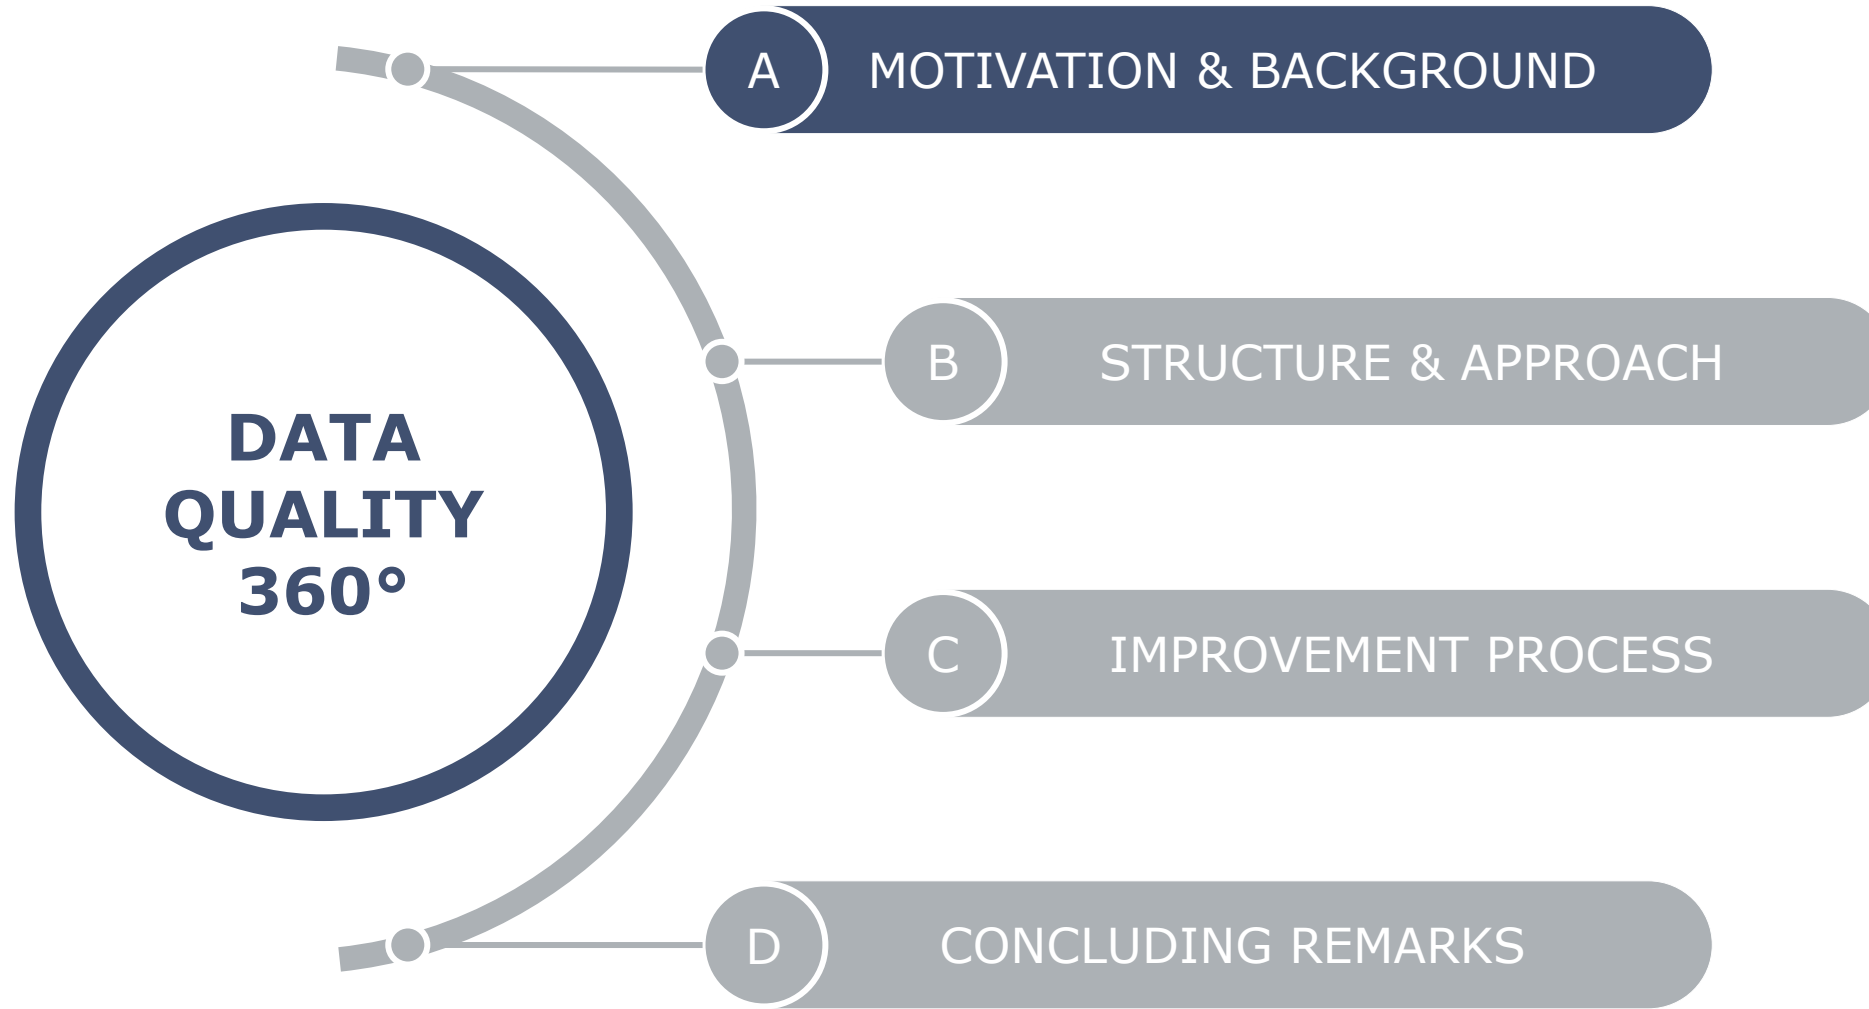 A
MOTIVATION & BACKGROUND
B
STRUCTURE & APPROACH
DATA
QUALITY
360°
C
IMPROVEMENT PROCESS
D
CONCLUDING REMARKS